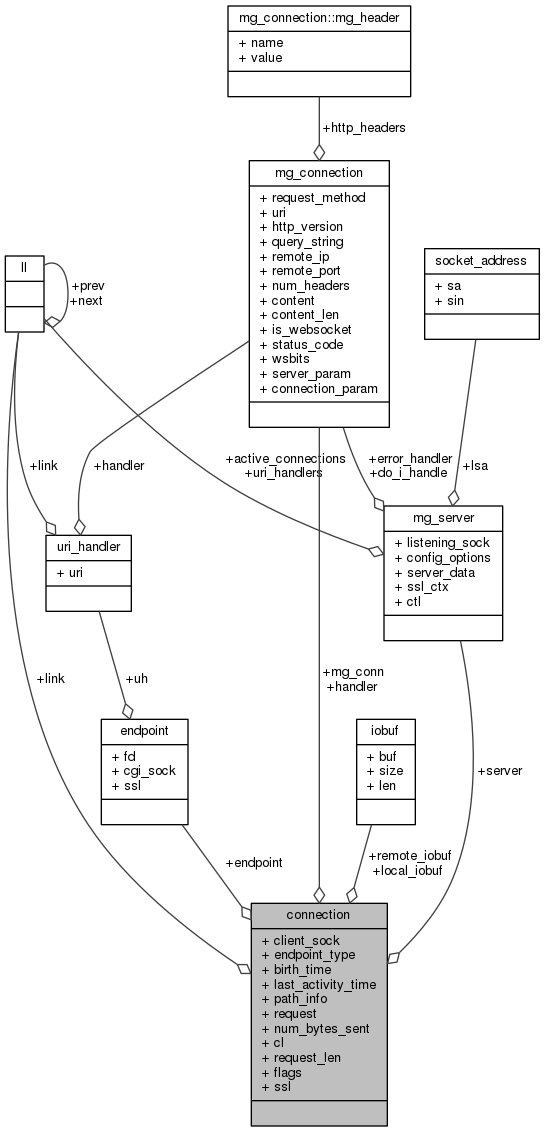 mg_connection::mg_header
+ name
+ value
+http_headers
mg_connection
+ request_method
+ uri
+ http_version
+ query_string
+ remote_ip
+ remote_port
+ num_headers
+ content
+ content_len
+ is_websocket
+ status_code
+ wsbits
+ server_param
+ connection_param
ll
+prev
+next
socket_address
+ sa
+ sin
+link
+handler
+active_connections
+uri_handlers
+error_handler
+do_i_handle
+lsa
uri_handler
+ uri
mg_server
+ listening_sock
+ config_options
+ server_data
+ ssl_ctx
+ ctl
+link
+uh
+mg_conn
+handler
endpoint
+ fd
+ cgi_sock
+ ssl
iobuf
+ buf
+ size
+ len
+server
+endpoint
+remote_iobuf
+local_iobuf
connection
+ client_sock
+ endpoint_type
+ birth_time
+ last_activity_time
+ path_info
+ request
+ num_bytes_sent
+ cl
+ request_len
+ flags
+ ssl